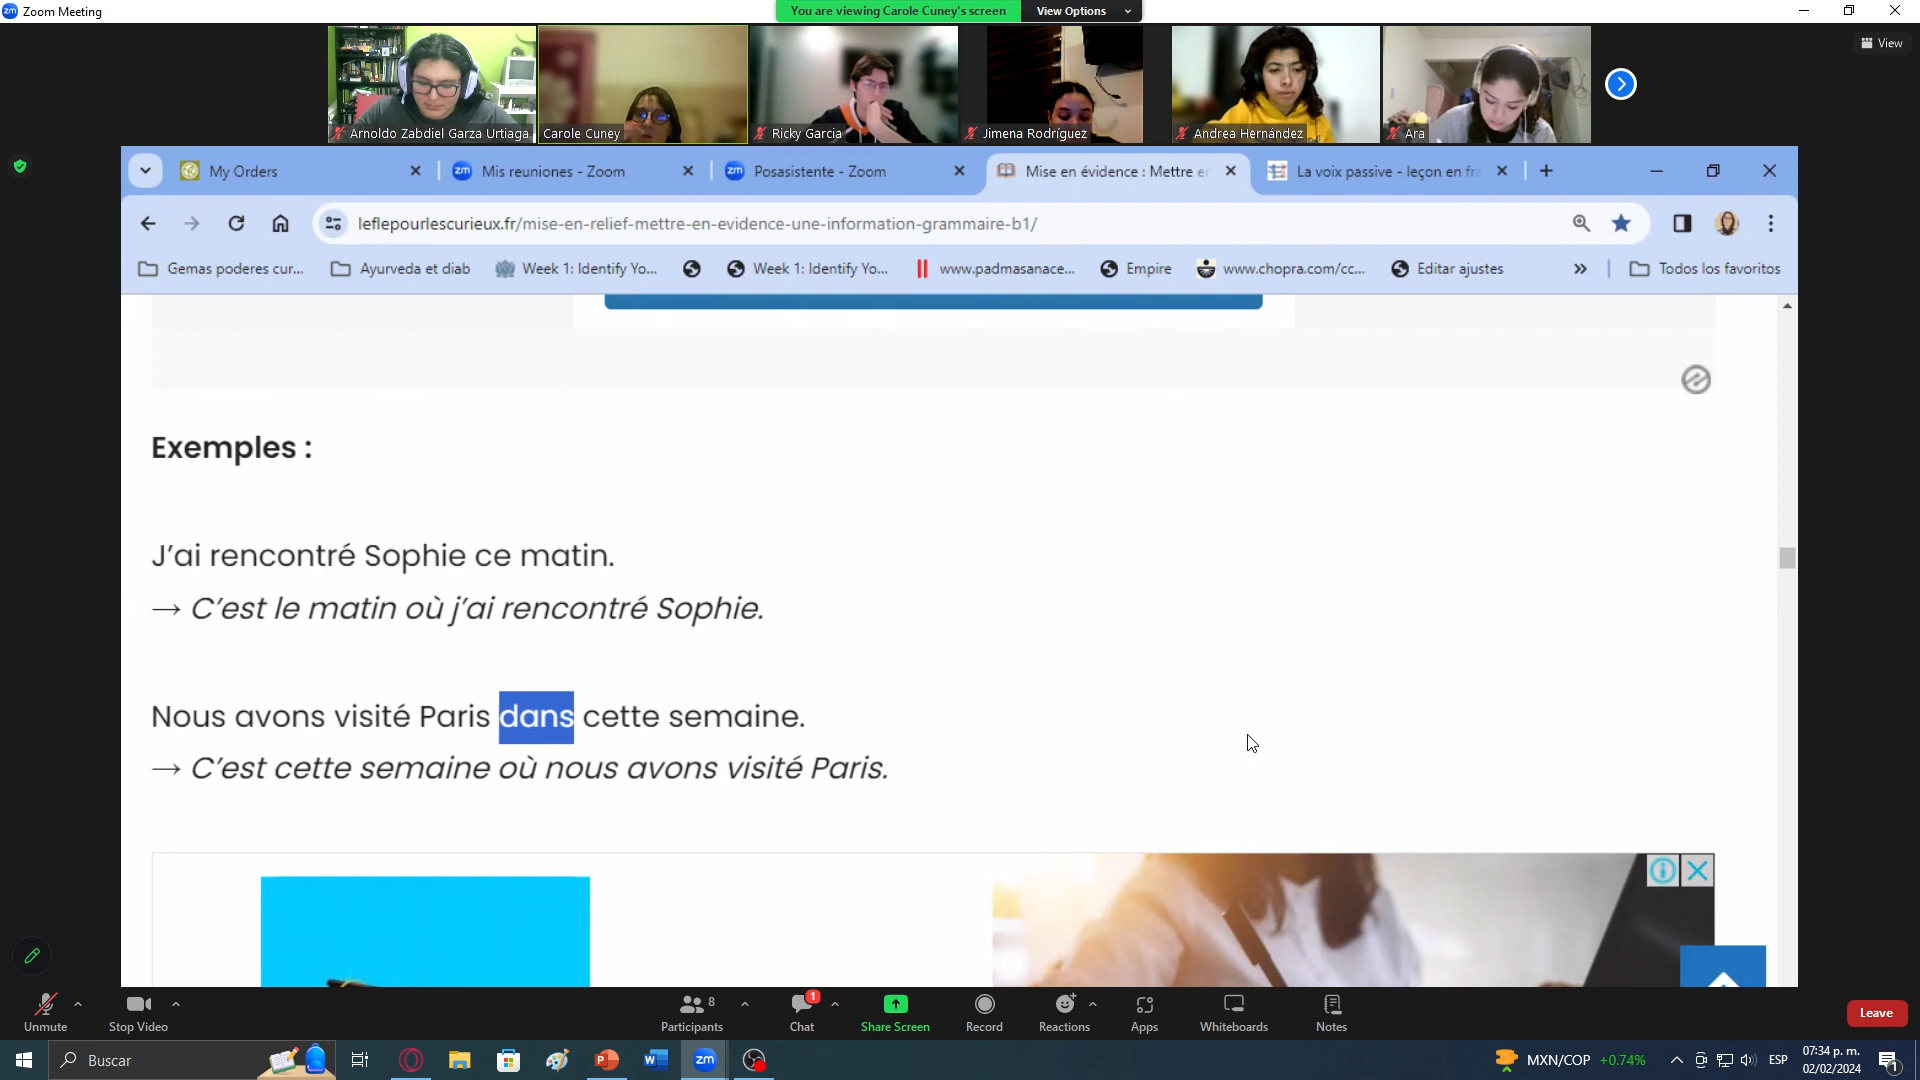 Zoom Meeting
You are viewing Carole Cuney's screen
View Options
View
Arnoldo Zabdiel Garza Urtiaga
Carole Cuney
Ricky Garcia
Jimena Rodríguez
Andrea Hernández
Ara
My Orders
Mis reuniones - Zoom
Posasistente - Zoom
Mise en évidence : Mettre en
La voix passive - leçon en fra
leflepourlescurieux.fr/mise-en-relief-mettre-en-evidence-une-information-grammaire-b1/
Gemas poderes cur...
Ayurveda et diab
Week 1: Identify Yo...
Week 1: Identify Yo...
www.padmasanace...
Empire
www.chopra.com/cc...
Editar ajustes
Todos los favoritos
Exemples :
J'ai rencontré Sophie ce matin.
→ C'est le matin où j'ai rencontré Sophie.
Nous avons visité Paris dans cette semaine.
→ C'est cette semaine où nous avons visité Paris.
Unmute
Stop Video
Participants
8
Chat
1
Share Screen
Record
Reactions
Apps
Whiteboards
Notes
Leave
Buscar
MXN/COP +0.74%
ESP
07:34 p. m.
02/02/2024
1